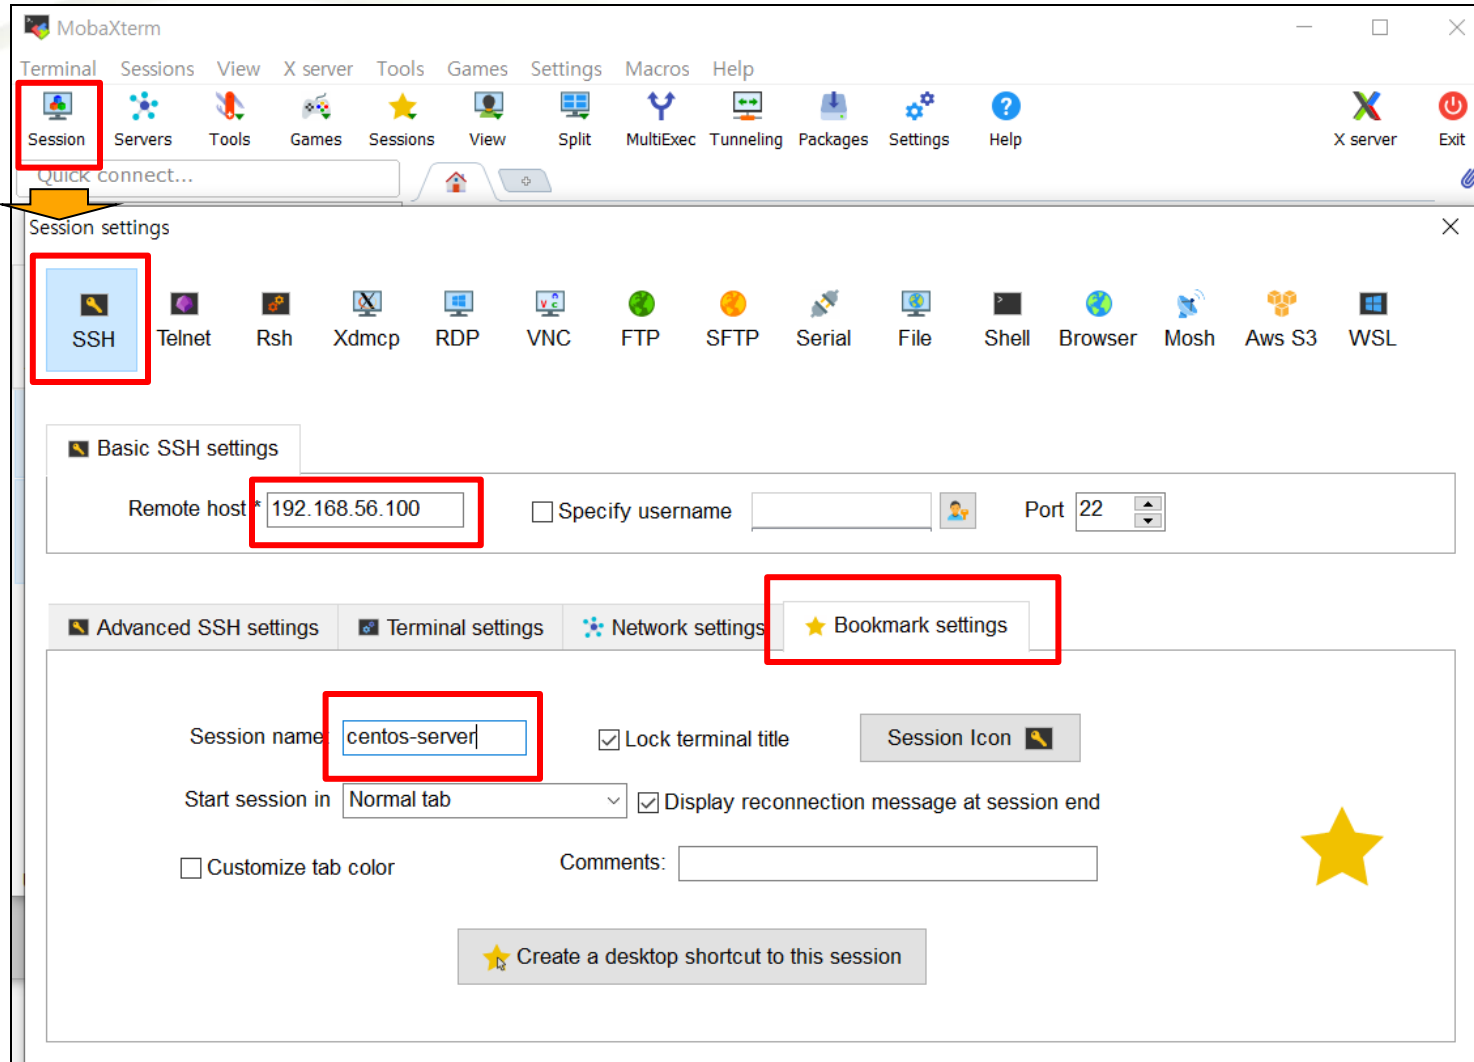 MobaXterm
Terminal Sessions View X server Tools Games Settings Macros Help
Session Servers Tools Games Sessions View Split MultiExec Tunneling Packages Settings Help X server Exit
Quick connect...
Session settings
SSH Telnet Rsh Xdmcp RDP VNC FTP SFTP Serial File Shell Browser Mosh Aws S3 WSL
Basic SSH settings
Remote host * 192.168.56.100 Specify username Port 22
Advanced SSH settings Terminal settings Network settings Bookmark settings
Session name: centos-server Lock terminal title Session Icon
Start session in Normal tab Display reconnection message at session end
Customize tab color Comments:
Create a desktop shortcut to this session